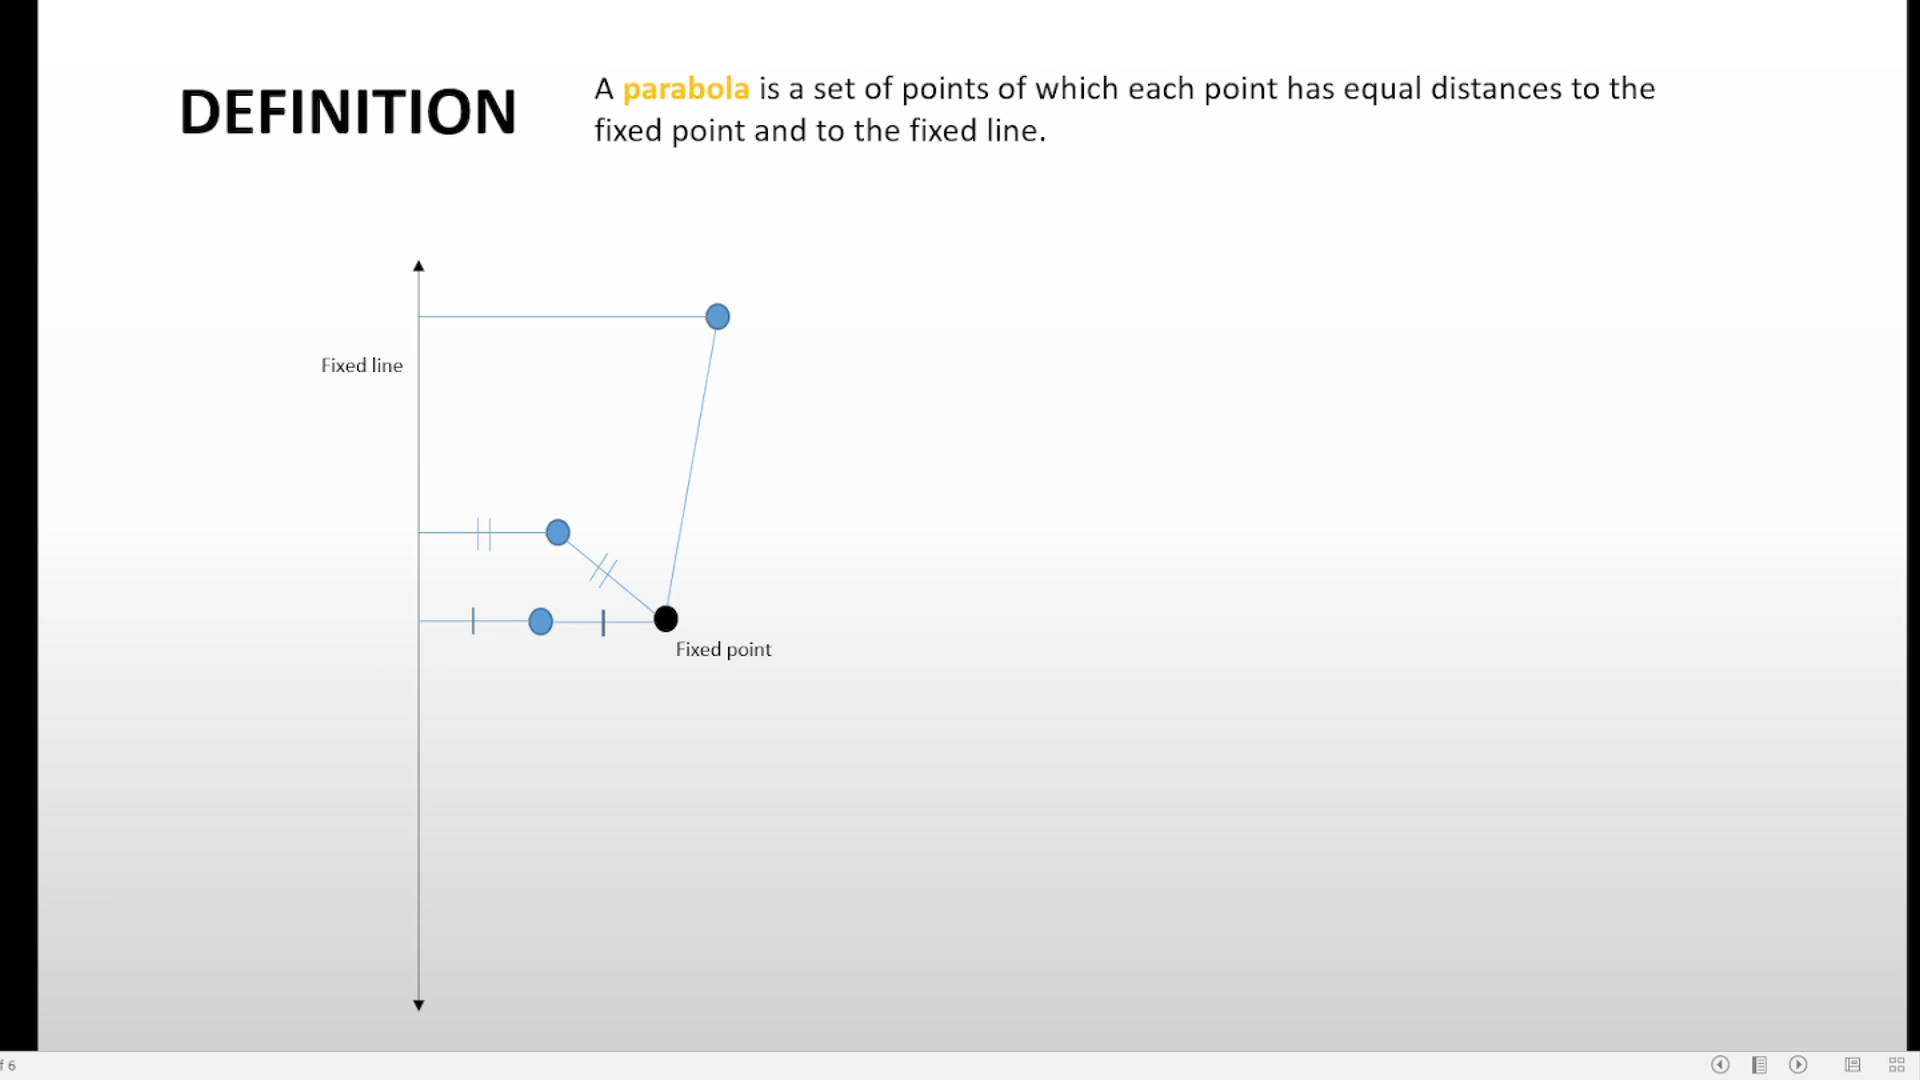 DEFINITION
A parabola is a set of points of which each point has equal distances to the
fixed point and to the fixed line.
Fixed line
Fixed point
f 6